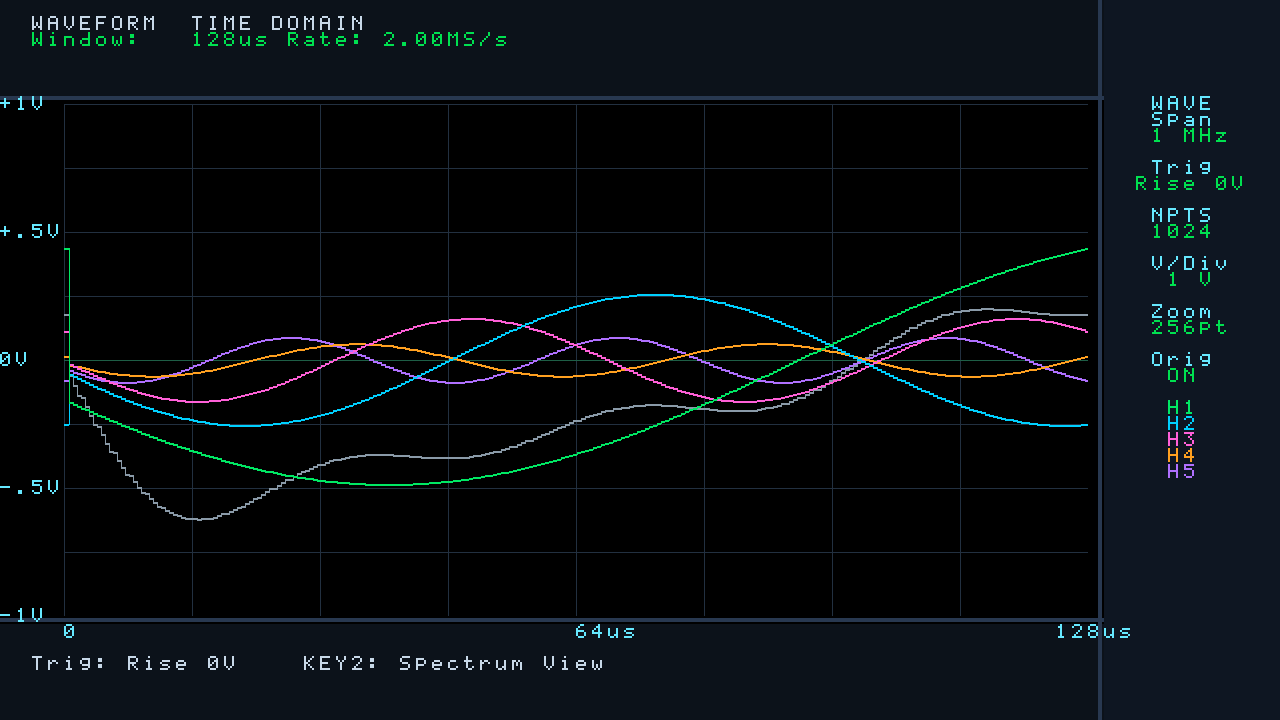 WAVEFORM TIME DOMAIN
Window: 128us Rate: 2.00MS/s
+1V
+.5V
0V
-.5V
-1V
0 64us 128us
Trig: Rise 0V KEY2: Spectrum View
WAVE
Span
1 MHz
Trig
Rise 0V
NPTS
1024
V/Div
1 V
Zoom
256Pt
Orig
ON
H1
H2
H3
H4
H5